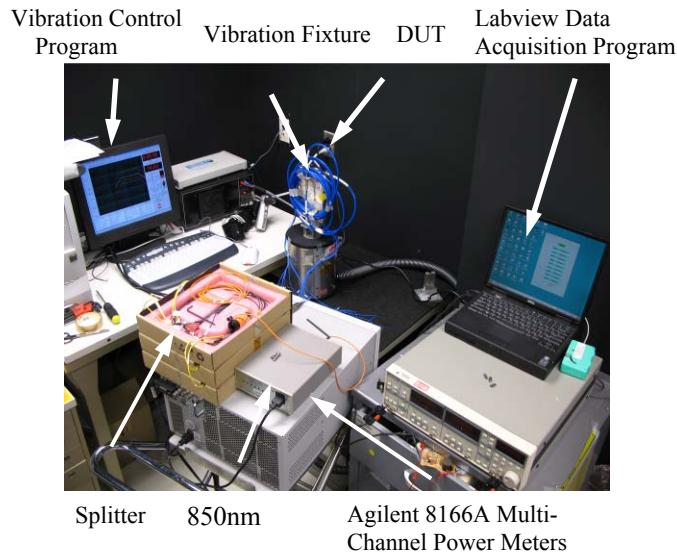 Vibration Control
Program
Vibration Fixture
DUT
Labview Data
Acquisition Program
Splitter
850nm
Agilent 8166A Multi-
Channel Power Meters